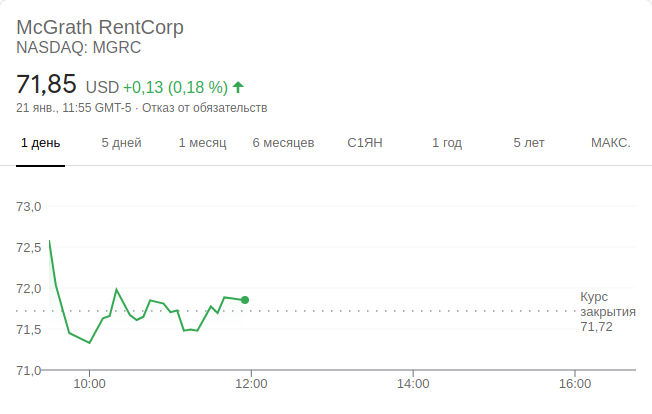 McGrath RentCorp
NASDAQ: MGRC
71,85 USD +0,13 (0,18 %)
21 янв., 11:55 GMT-5 · Отказ от обязательств
1 день 5 дней 1 месяц 6 месяцев С1ЯН 1 год 5 лет МАКС.
73,0
72,5
72,0
71,5
71,0
Курс
закрытия
71,72
10:00 12:00 14:00 16:00